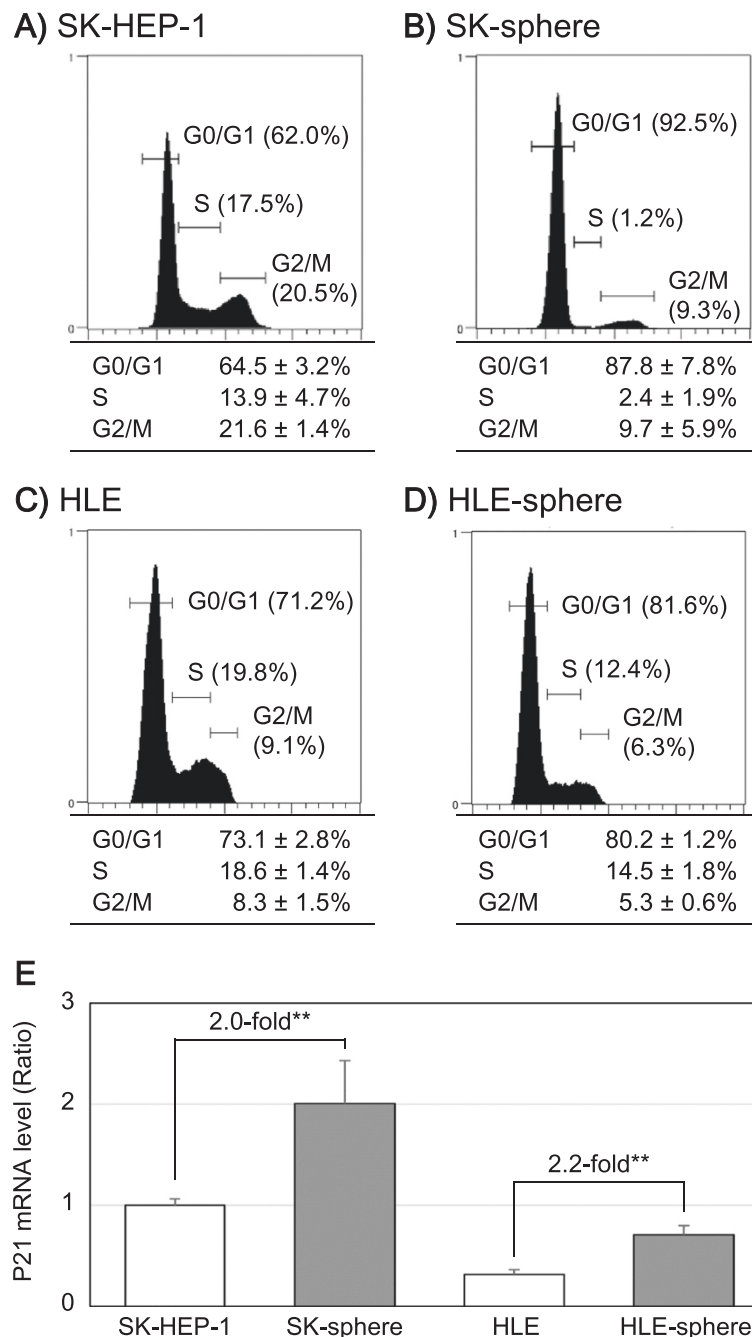 A) SK-HEP-1
1
G0/G1 (62.0%)
S (17.5%)
G2/M
(20.5%)
0
G0/G1 64.5 ± 3.2%
S 13.9 ± 4.7%
G2/M 21.6 ± 1.4%
B) SK-sphere
1
G0/G1 (92.5%)
S (1.2%)
G2/M
(9.3%)
0
G0/G1 87.8 ± 7.8%
S 2.4 ± 1.9%
G2/M 9.7 ± 5.9%
C) HLE
1
G0/G1 (71.2%)
S (19.8%)
G2/M
(9.1%)
0
G0/G1 73.1 ± 2.8%
S 18.6 ± 1.4%
G2/M 8.3 ± 1.5%
D) HLE-sphere
1
G0/G1 (81.6%)
S (12.4%)
G2/M
(6.3%)
0
G0/G1 80.2 ± 1.2%
S 14.5 ± 1.8%
G2/M 5.3 ± 0.6%
E
P21 mRNA level (Ratio)
3
2
1
0
2.0-fold**
2.2-fold**
SK-HEP-1 SK-sphere HLE HLE-sphere